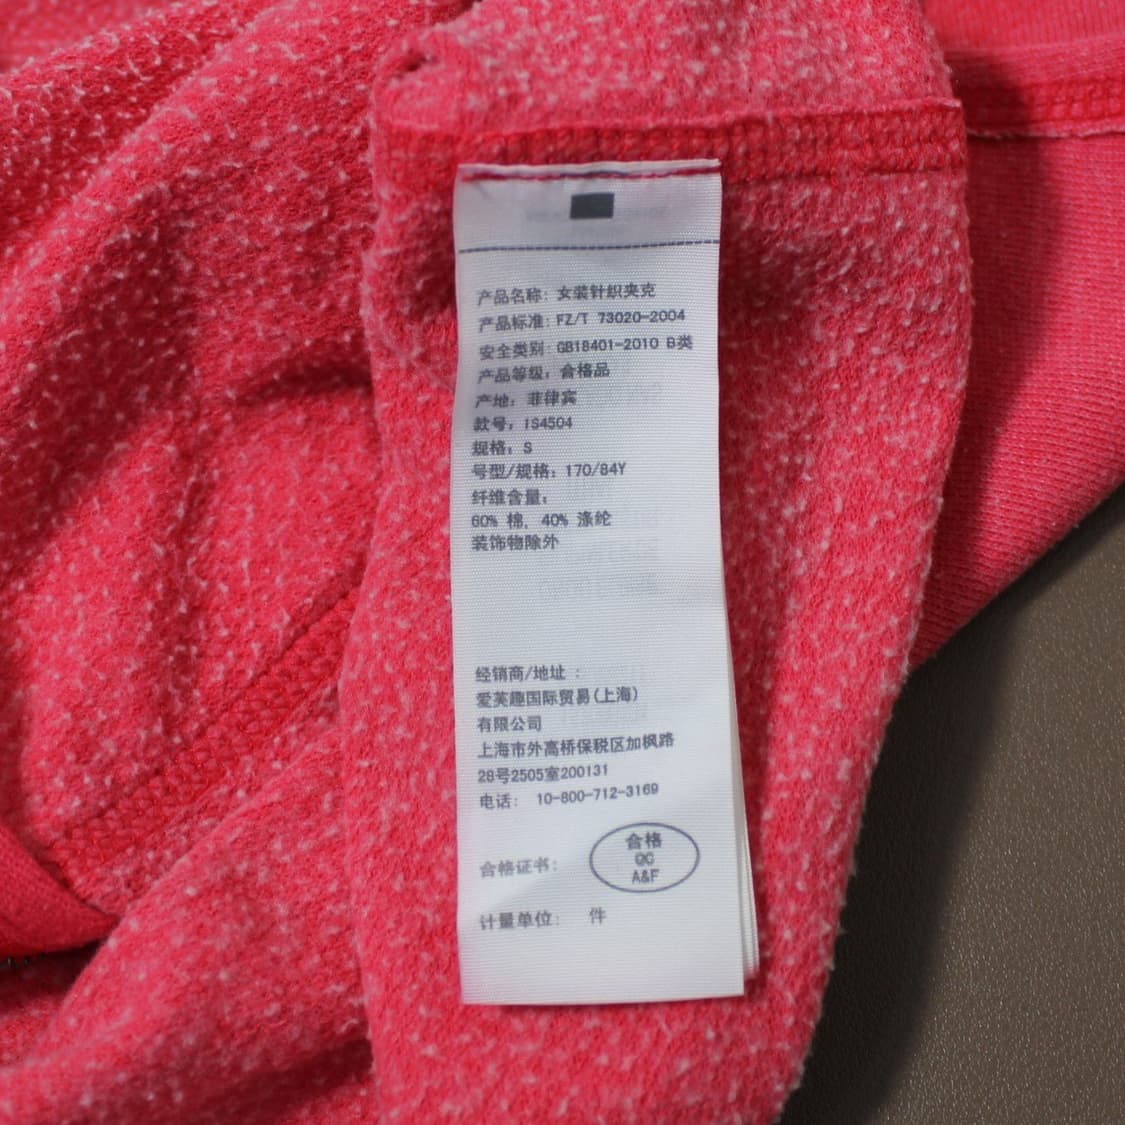 产品名称: 女装针织夹克
产品标准: FZ/T 73020-2004
安全类别: GB18401-2010 B类
产品等级: 合格品
产地: 菲律宾
款号: IS4504
规格: S
号型/规格: 170/84Y
纤维含量:
60% 棉, 40% 涤纶
装饰物除外
经销商/地址 :
爱芙趣国际贸易(上海)
有限公司
上海市外高桥保税区加枫路
28号2505室200131
电话: 10-800-712-3169
合格证书: 合格
QC
A&F
计量单位: 件